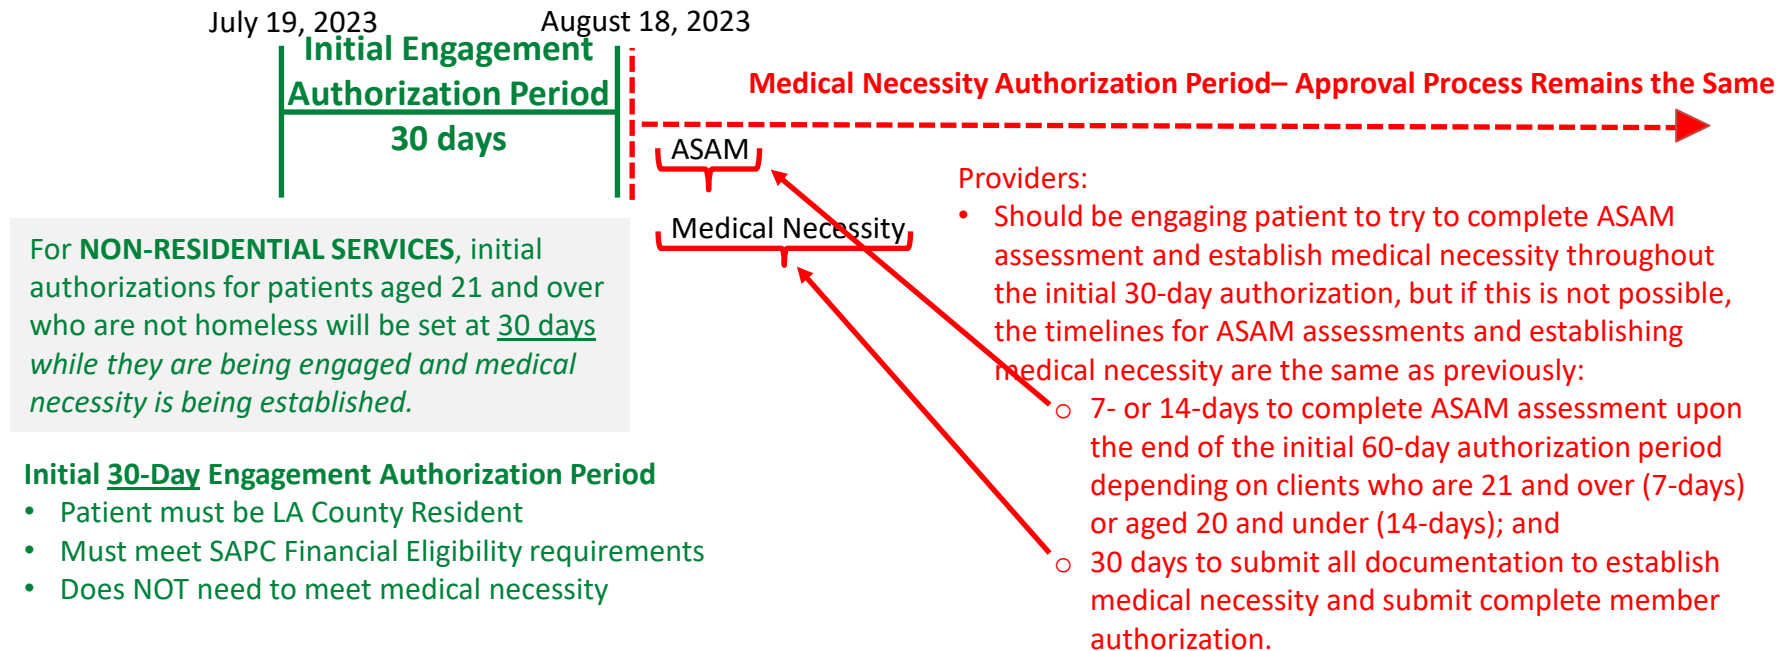 July 19, 2023
August 18, 2023
Initial Engagement
Authorization Period
30 days
Medical Necessity Authorization Period– Approval Process Remains the Same
ASAM
Medical Necessity
For NON-RESIDENTIAL SERVICES, initial
authorizations for patients aged 21 and over
who are not homeless will be set at 30 days
while they are being engaged and medical
necessity is being established.
Initial 30-Day Engagement Authorization Period
• Patient must be LA County Resident
• Must meet SAPC Financial Eligibility requirements
• Does NOT need to meet medical necessity
Providers:
• Should be engaging patient to try to complete ASAM
assessment and establish medical necessity throughout
the initial 30-day authorization, but if this is not possible,
the timelines for ASAM assessments and establishing
medical necessity are the same as previously:
o 7- or 14-days to complete ASAM assessment upon
the end of the initial 60-day authorization period
depending on clients who are 21 and over (7-days)
or aged 20 and under (14-days); and
o 30 days to submit all documentation to establish
medical necessity and submit complete member
authorization.